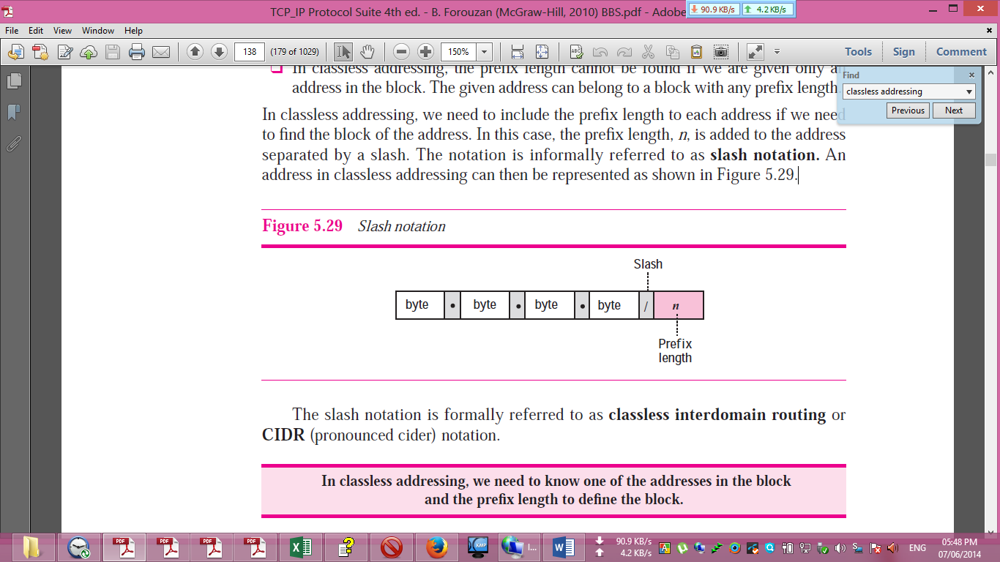 TCP_IP Protocol Suite 4th ed. - B. Forouzan (McGraw-Hill, 2010) BBS.pdf - Adobe
90.9 KB/s 4.2 KB/s
File Edit View Window Help
138 (179 of 1029) 150% Tools Sign Comment
Find
classless addressing
Previous Next
In classless addressing, the prefix length cannot be found if we are given only
address in the block. The given address can belong to a block with any prefix length
In classless addressing, we need to include the prefix length to each address if we need
to find the block of the address. In this case, the prefix length, n, is added to the address
separated by a slash. The notation is informally referred to as slash notation. An
address in classless addressing can then be represented as shown in Figure 5.29.
Figure 5.29 Slash notation
Slash
byte • byte • byte • byte / n
Prefix
length
The slash notation is formally referred to as classless interdomain routing or
CIDR (pronounced cider) notation.
In classless addressing, we need to know one of the addresses in the block
and the prefix length to define the block.
PDF PDF PDF PDF KMP I... 90.9 KB/s ENG 05:48 PM
4.2 KB/s 07/06/2014